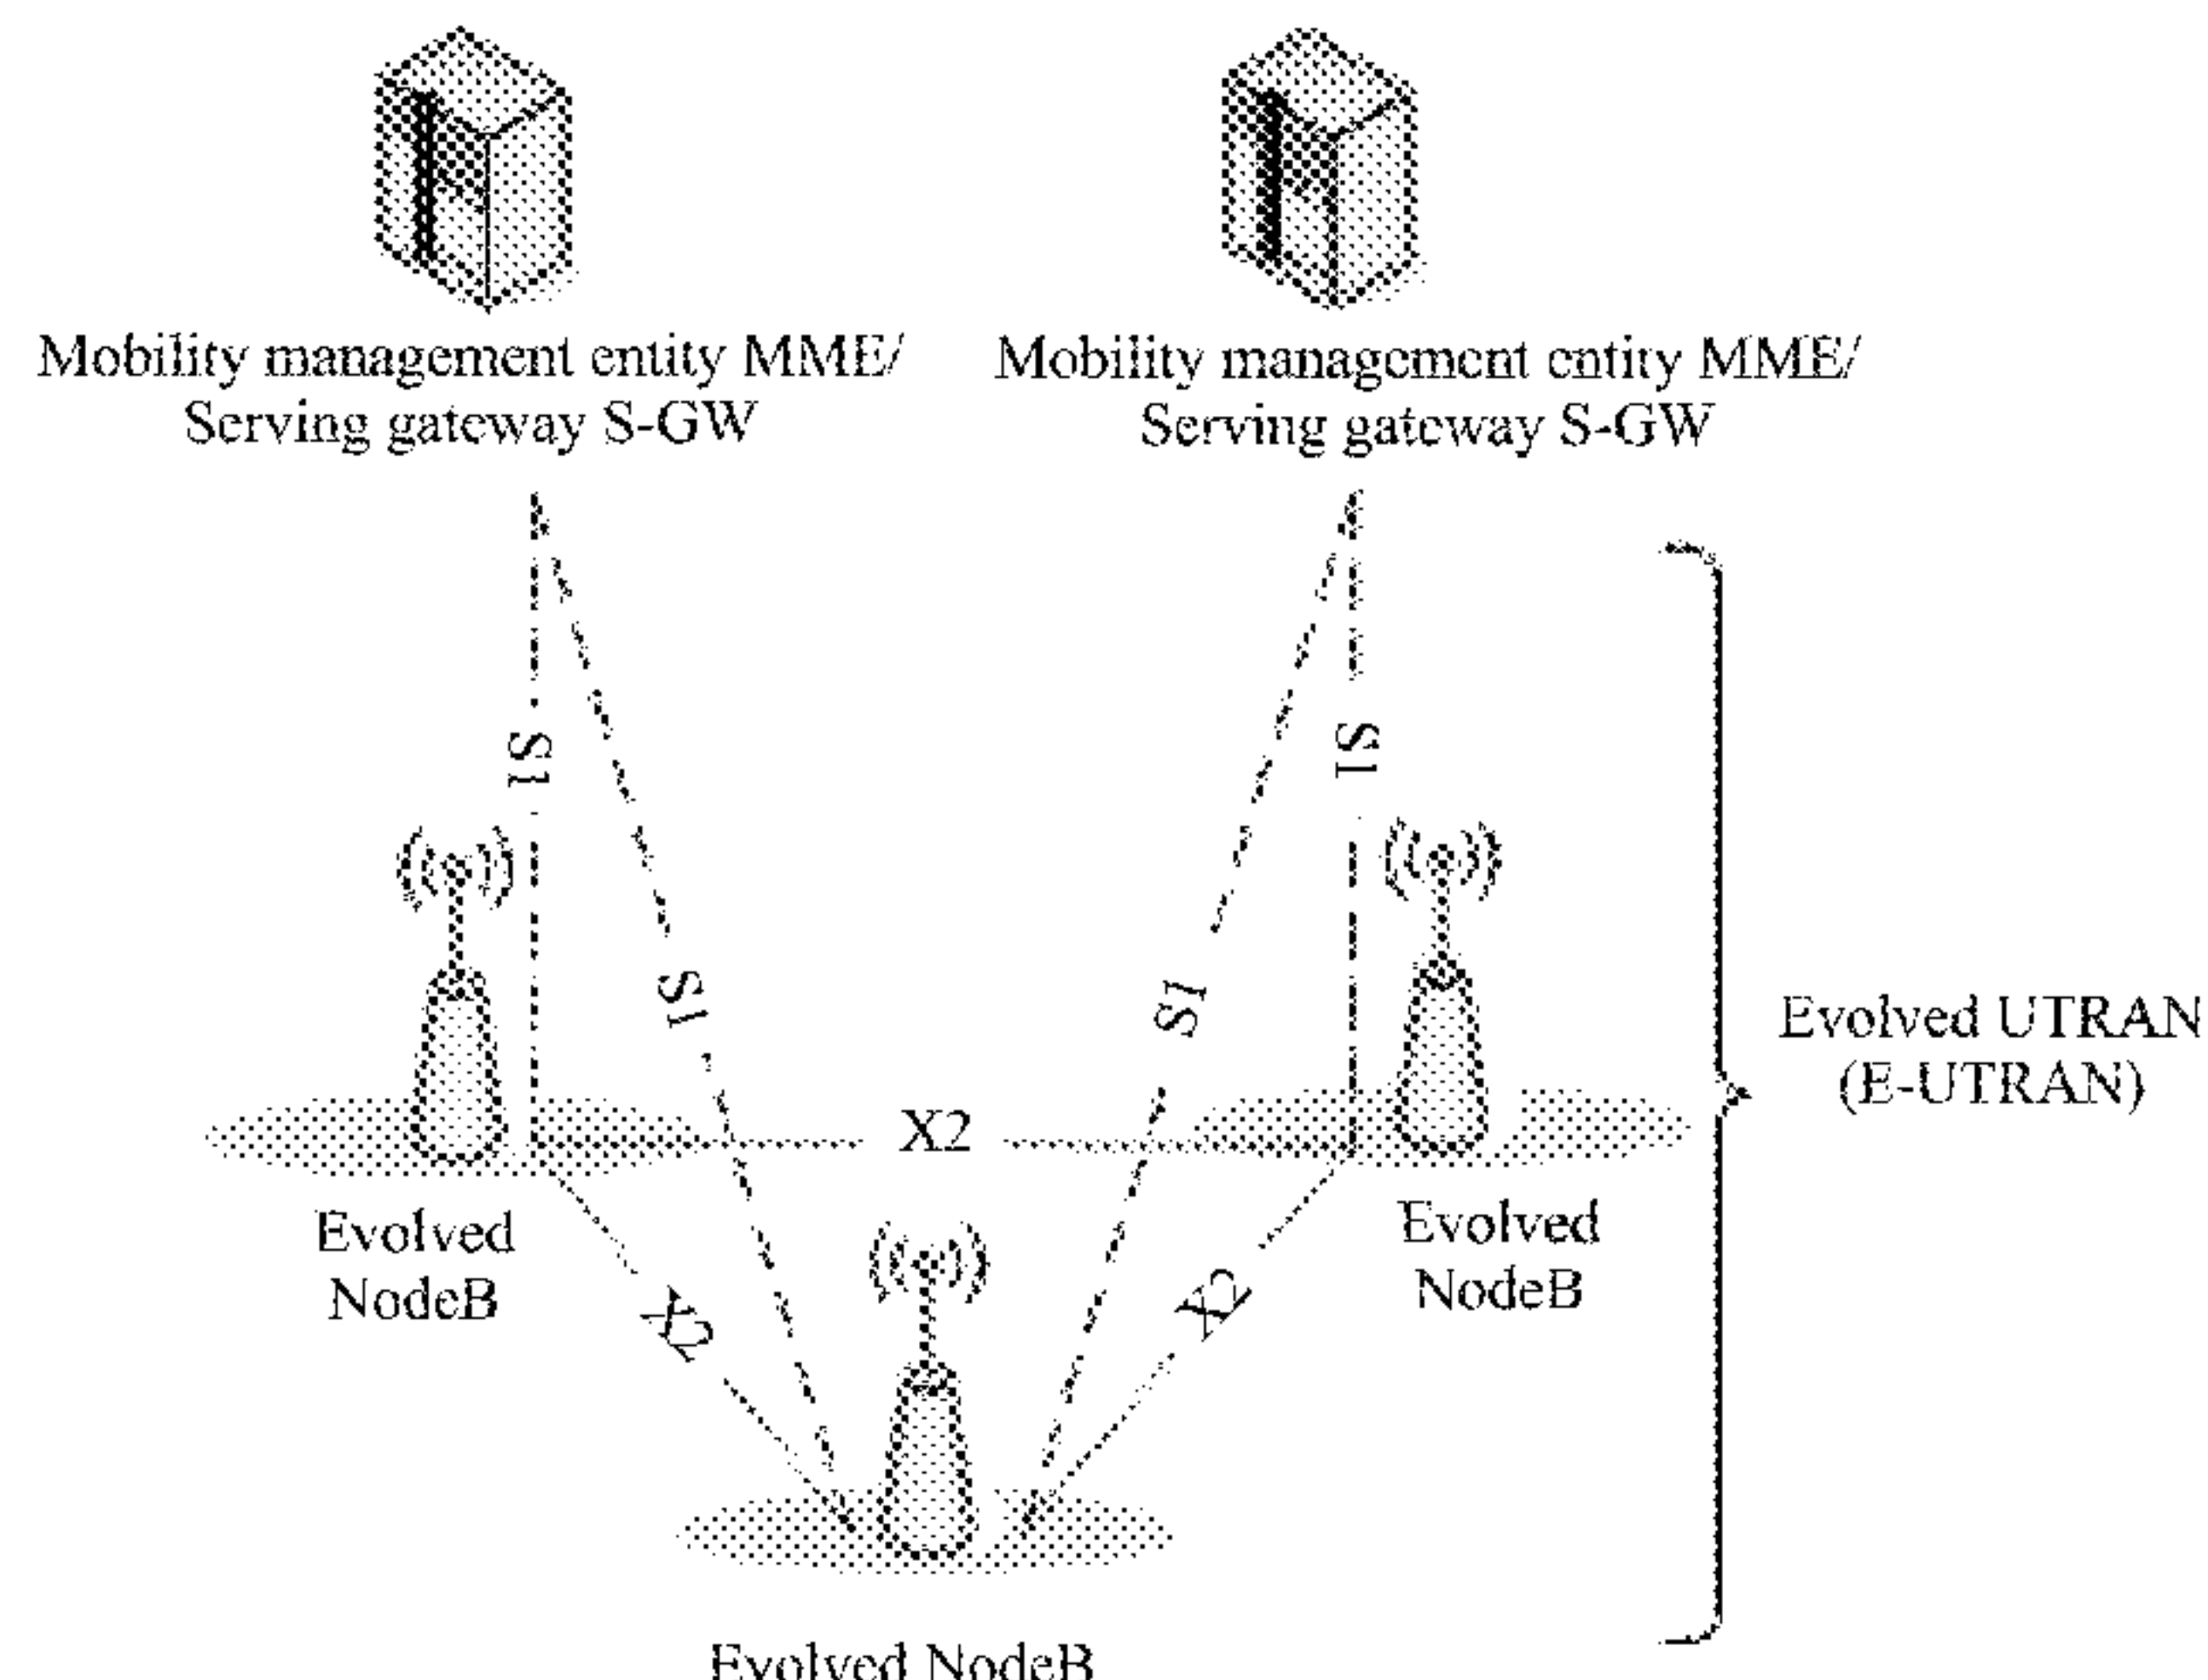 Mobility management entity MME/
Serving gateway S-GW
Mobility management entity MME/
Serving gateway S-GW
S1
S1
S1
S1
Evolved UTRAN
(E-UTRAN)
X2
Evolved
NodeB
Evolved
NodeB
X2
X2
Evolved NodeB